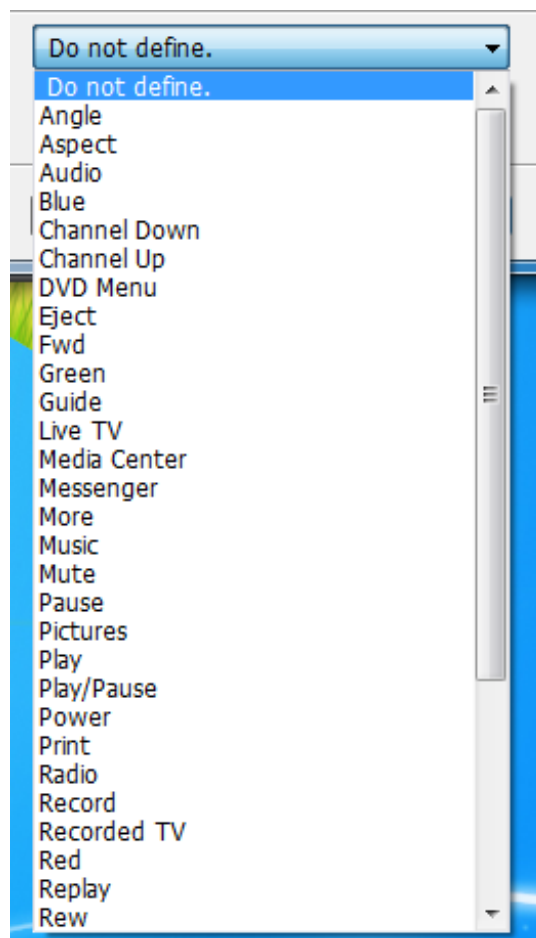 Do not define.
Do not define.
Angle
Aspect
Audio
Blue
Channel Down
Channel Up
DVD Menu
Eject
Fwd
Green
Guide
Live TV
Media Center
Messenger
More
Music
Mute
Pause
Pictures
Play
Play/Pause
Power
Print
Radio
Record
Recorded TV
Red
Replay
Rew